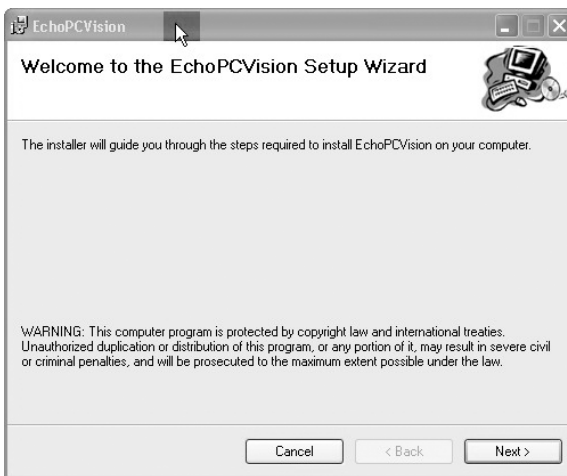 EchoPCVision
Welcome to the EchoPCVision Setup Wizard
The installer will guide you through the steps required to install EchoPCVision on your computer.
WARNING: This computer program is protected by copyright law and international treaties.
Unauthorized duplication or distribution of this program, or any portion of it, may result in severe civil
or criminal penalties, and will be prosecuted to the maximum extent possible under the law.
Cancel
< Back
Next >